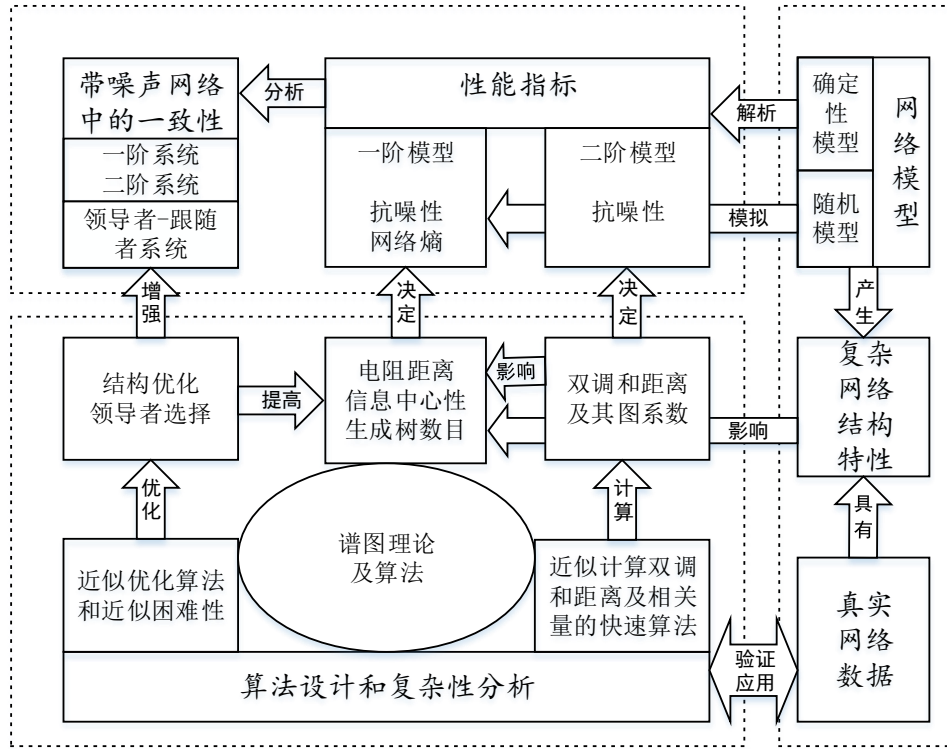 带噪声网络
中的一致性
一阶系统
二阶系统
领导者-跟随
者系统
分析
性能指标
一阶模型
抗噪性
网络熵
二阶模型
抗噪性
解析
模拟
确定
性
模型
随机
模型
网
络
模
型
增
强
决
定
决
定
产
生
结构优化
领导者选择
提高
电阻距离
信息中心性
生成树数目
影响
双调和距离
及其图系数
影响
复杂
网络
结构
特性
优
化
谱图理论
及算法
计
算
具
有
近似优化算法
和近似困难性
近似计算双调
和距离及相关
量的快速算法
算法设计和复杂性分析
验证
应用
真实
网络
数据